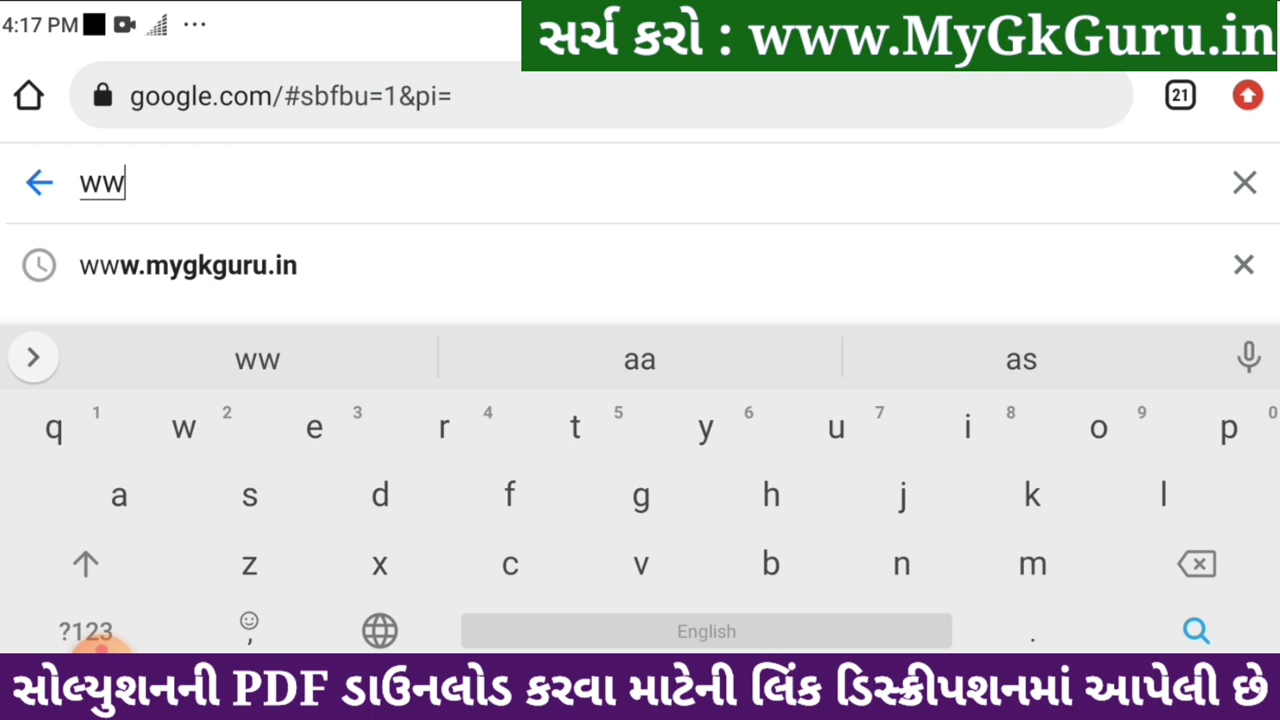 4:17 PM
સર્ચ કરો : www.MyGkGuru.in
google.com/#sbfbu=1&pi=
21
ww
www.mygkguru.in
ww aa as
q 1 w 2 e 3 r 4 t 5 y 6 u 7 i 8 o 9 p 0
a s d f g h j k l
z x c v b n m
?123 , English .
સોલ્યુશનની PDF ડાઉનલોડ કરવા માટેની લિંક ડિસ્ક્રીપશનમાં આપેલી છે